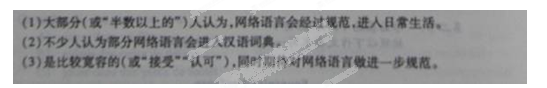 (1)大部分(或“半数以上的”)人认为,网络语言会经过规范,进入日常生活。
(2)不少人认为部分网络语言会进入汉语词典。
(3)是比较宽容的(或“接受”“认可”),同时期待对网络语言做进一步规范。